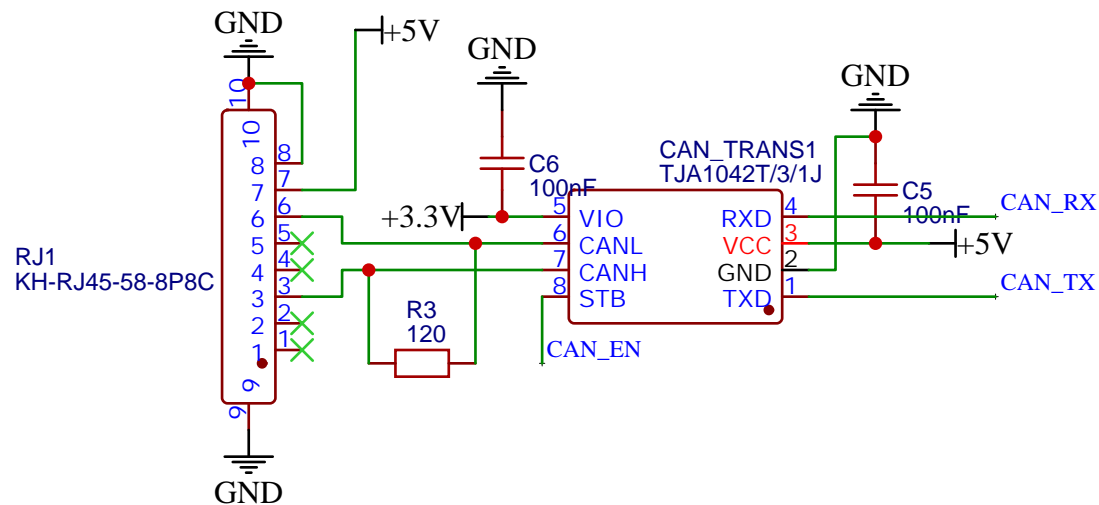 GND
+5V
GND
GND
10
10
8
8
7
7
6
6
5
5
4
4
3
3
2
2
1
1
9
9
RJ1
KH-RJ45-58-8P8C
GND
C6
100nF
+3.3V
R3
120
CAN_TRANS1
TJA1042T/3/1J
5
VIO
RXD
4
6
CANL
VCC
3
7
CANH
GND
2
8
STB
TXD
1
CAN_EN
C5
100nF
CAN_RX
+5V
CAN_TX